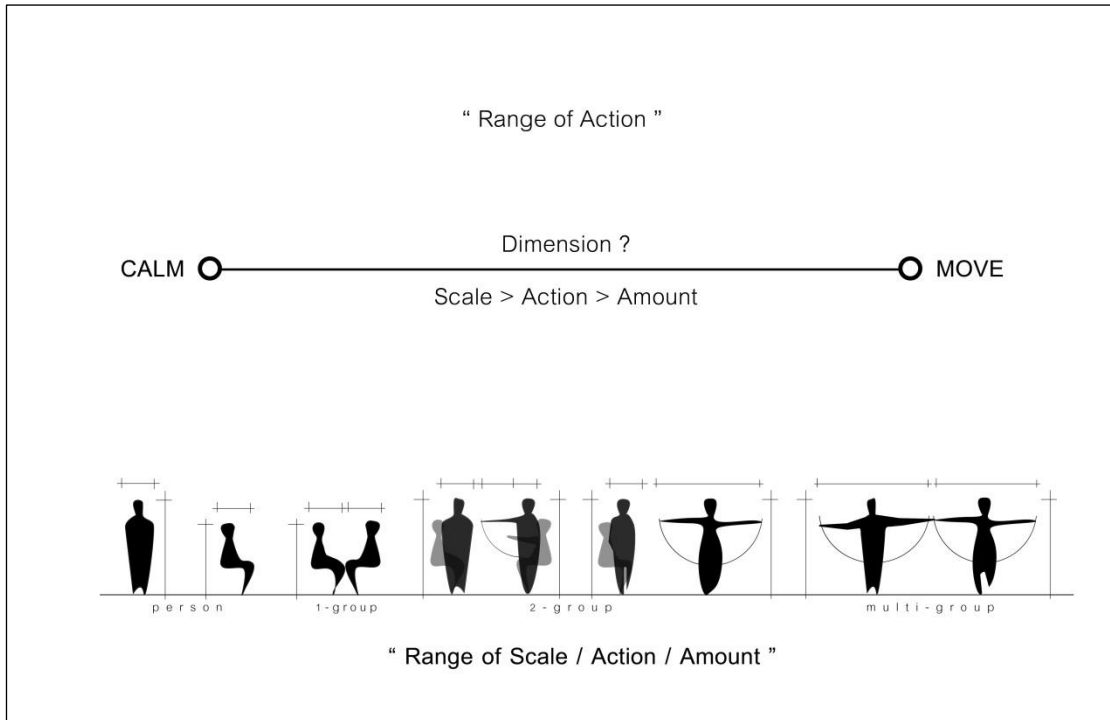 “ Range of Action ”
Dimension ?
CALM MOVE
Scale > Action > Amount
person 1-group 2-group multi-group
“ Range of Scale / Action / Amount ”